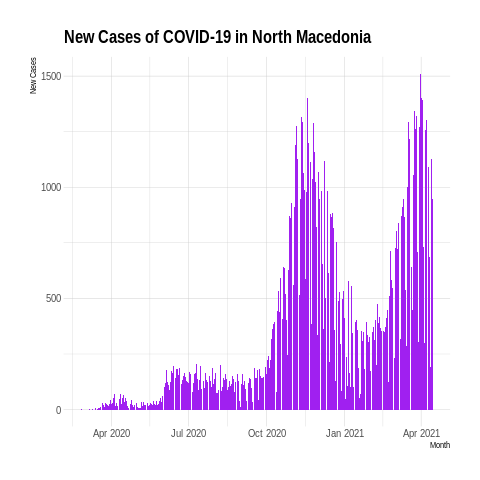 New Cases of COVID-19 in North Macedonia
New Cases
1500
1000
500
0
Apr 2020 Jul 2020 Oct 2020 Jan 2021 Apr 2021
Month